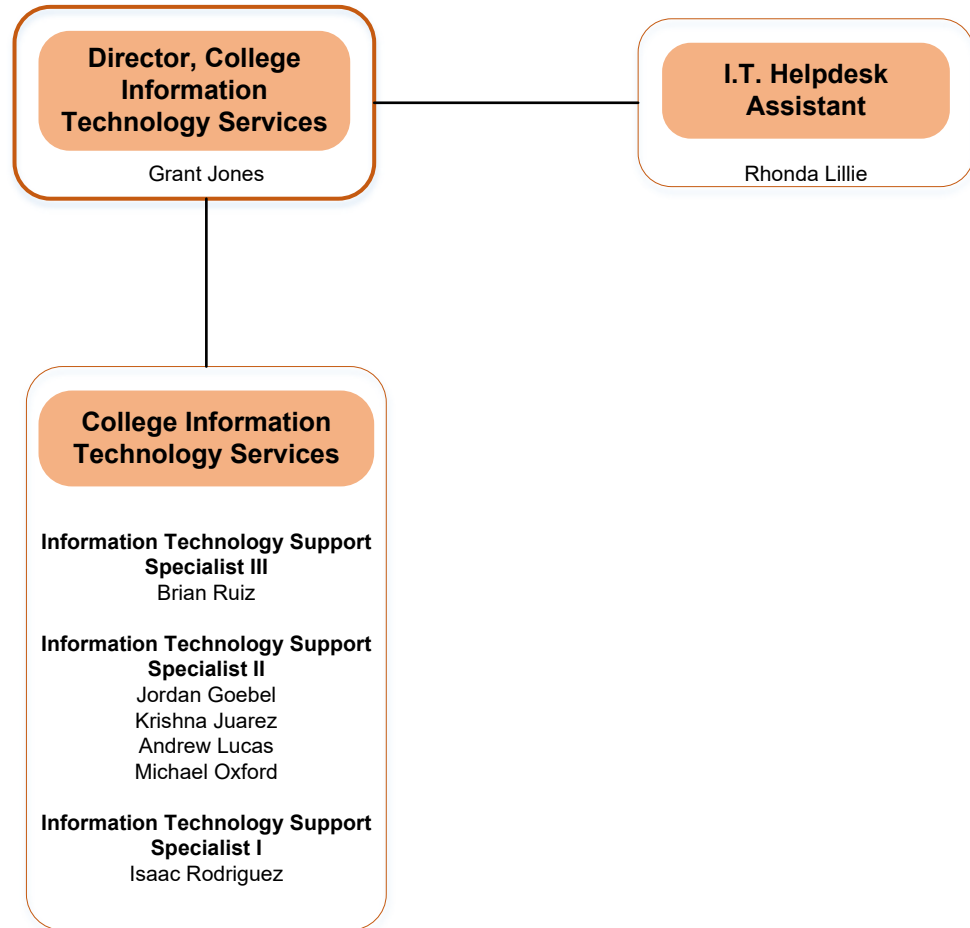 Director, College
Information
Technology Services
Grant Jones
I.T. Helpdesk
Assistant
Rhonda Lillie
College Information
Technology Services
Information Technology Support
Specialist III
Brian Ruiz
Information Technology Support
Specialist II
Jordan Goebel
Krishna Juarez
Andrew Lucas
Michael Oxford
Information Technology Support
Specialist I
Isaac Rodriguez